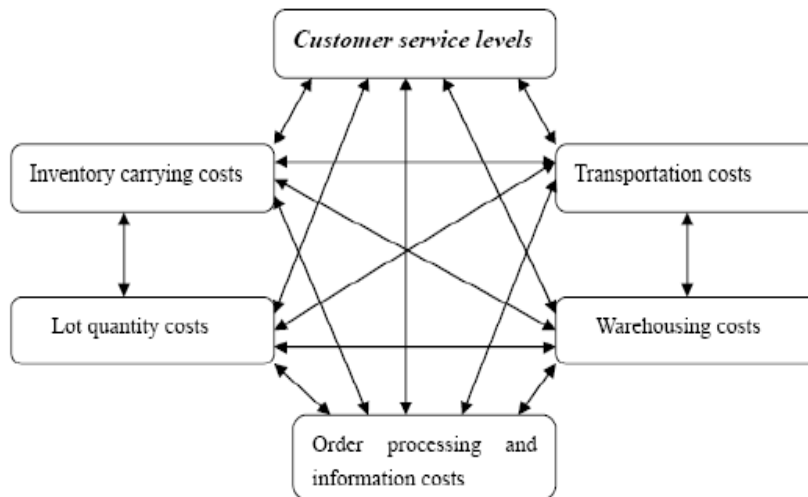 Customer service levels
Inventory carrying costs
Transportation costs
Lot quantity costs
Warehousing costs
Order processing and
information costs